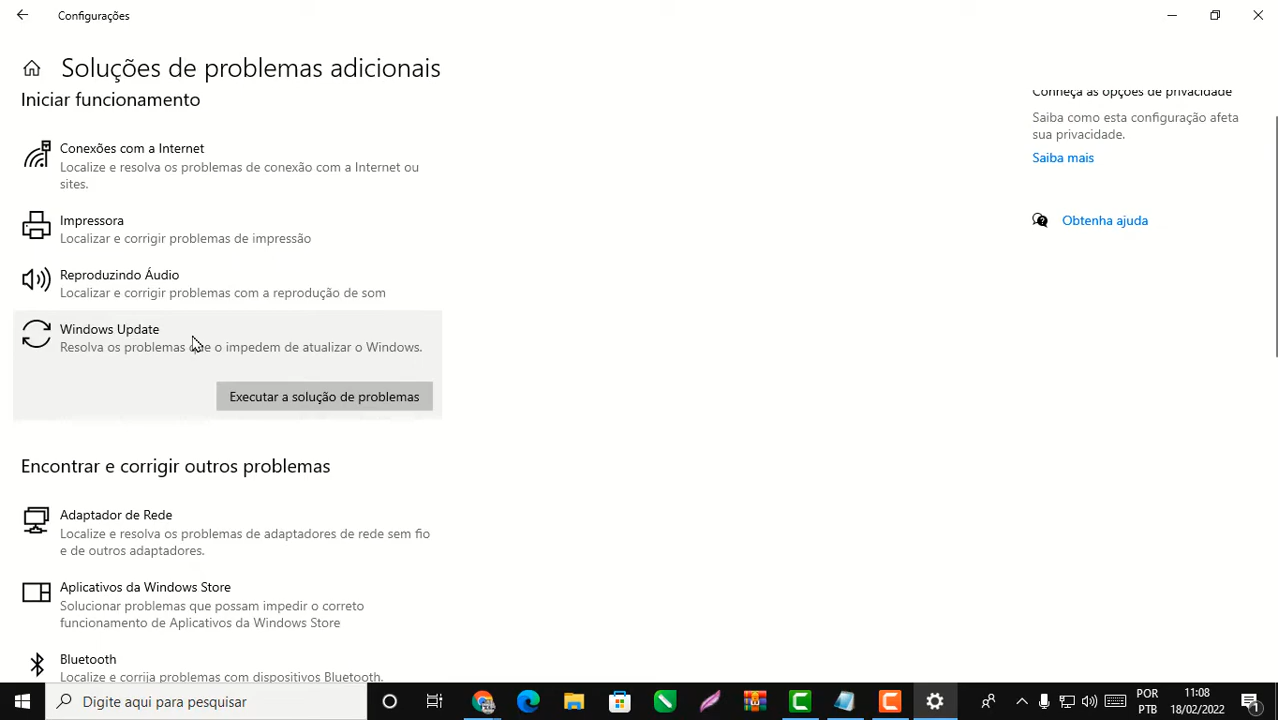 Configurações
Soluções de problemas adicionais
Iniciar funcionamento
Conexões com a Internet
Localize e resolva os problemas de conexão com a Internet ou
sites.
Impressora
Localizar e corrigir problemas de impressão
Reproduzindo Áudio
Localizar e corrigir problemas com a reprodução de som
Windows Update
Resolva os problemas que o impedem de atualizar o Windows.
Executar a solução de problemas
Encontrar e corrigir outros problemas
Adaptador de Rede
Localize e resolva os problemas de adaptadores de rede sem fio
e de outros adaptadores.
Aplicativos da Windows Store
Solucionar problemas que possam impedir o correto
funcionamento de Aplicativos da Windows Store
Bluetooth
Localize e corrija problemas com dispositivos Bluetooth.
Conheça as opções de privacidade
Saiba como esta configuração afeta
sua privacidade.
Saiba mais
Obtenha ajuda
Digite aqui para pesquisar
POR
PTB
11:08
18/02/2022
1